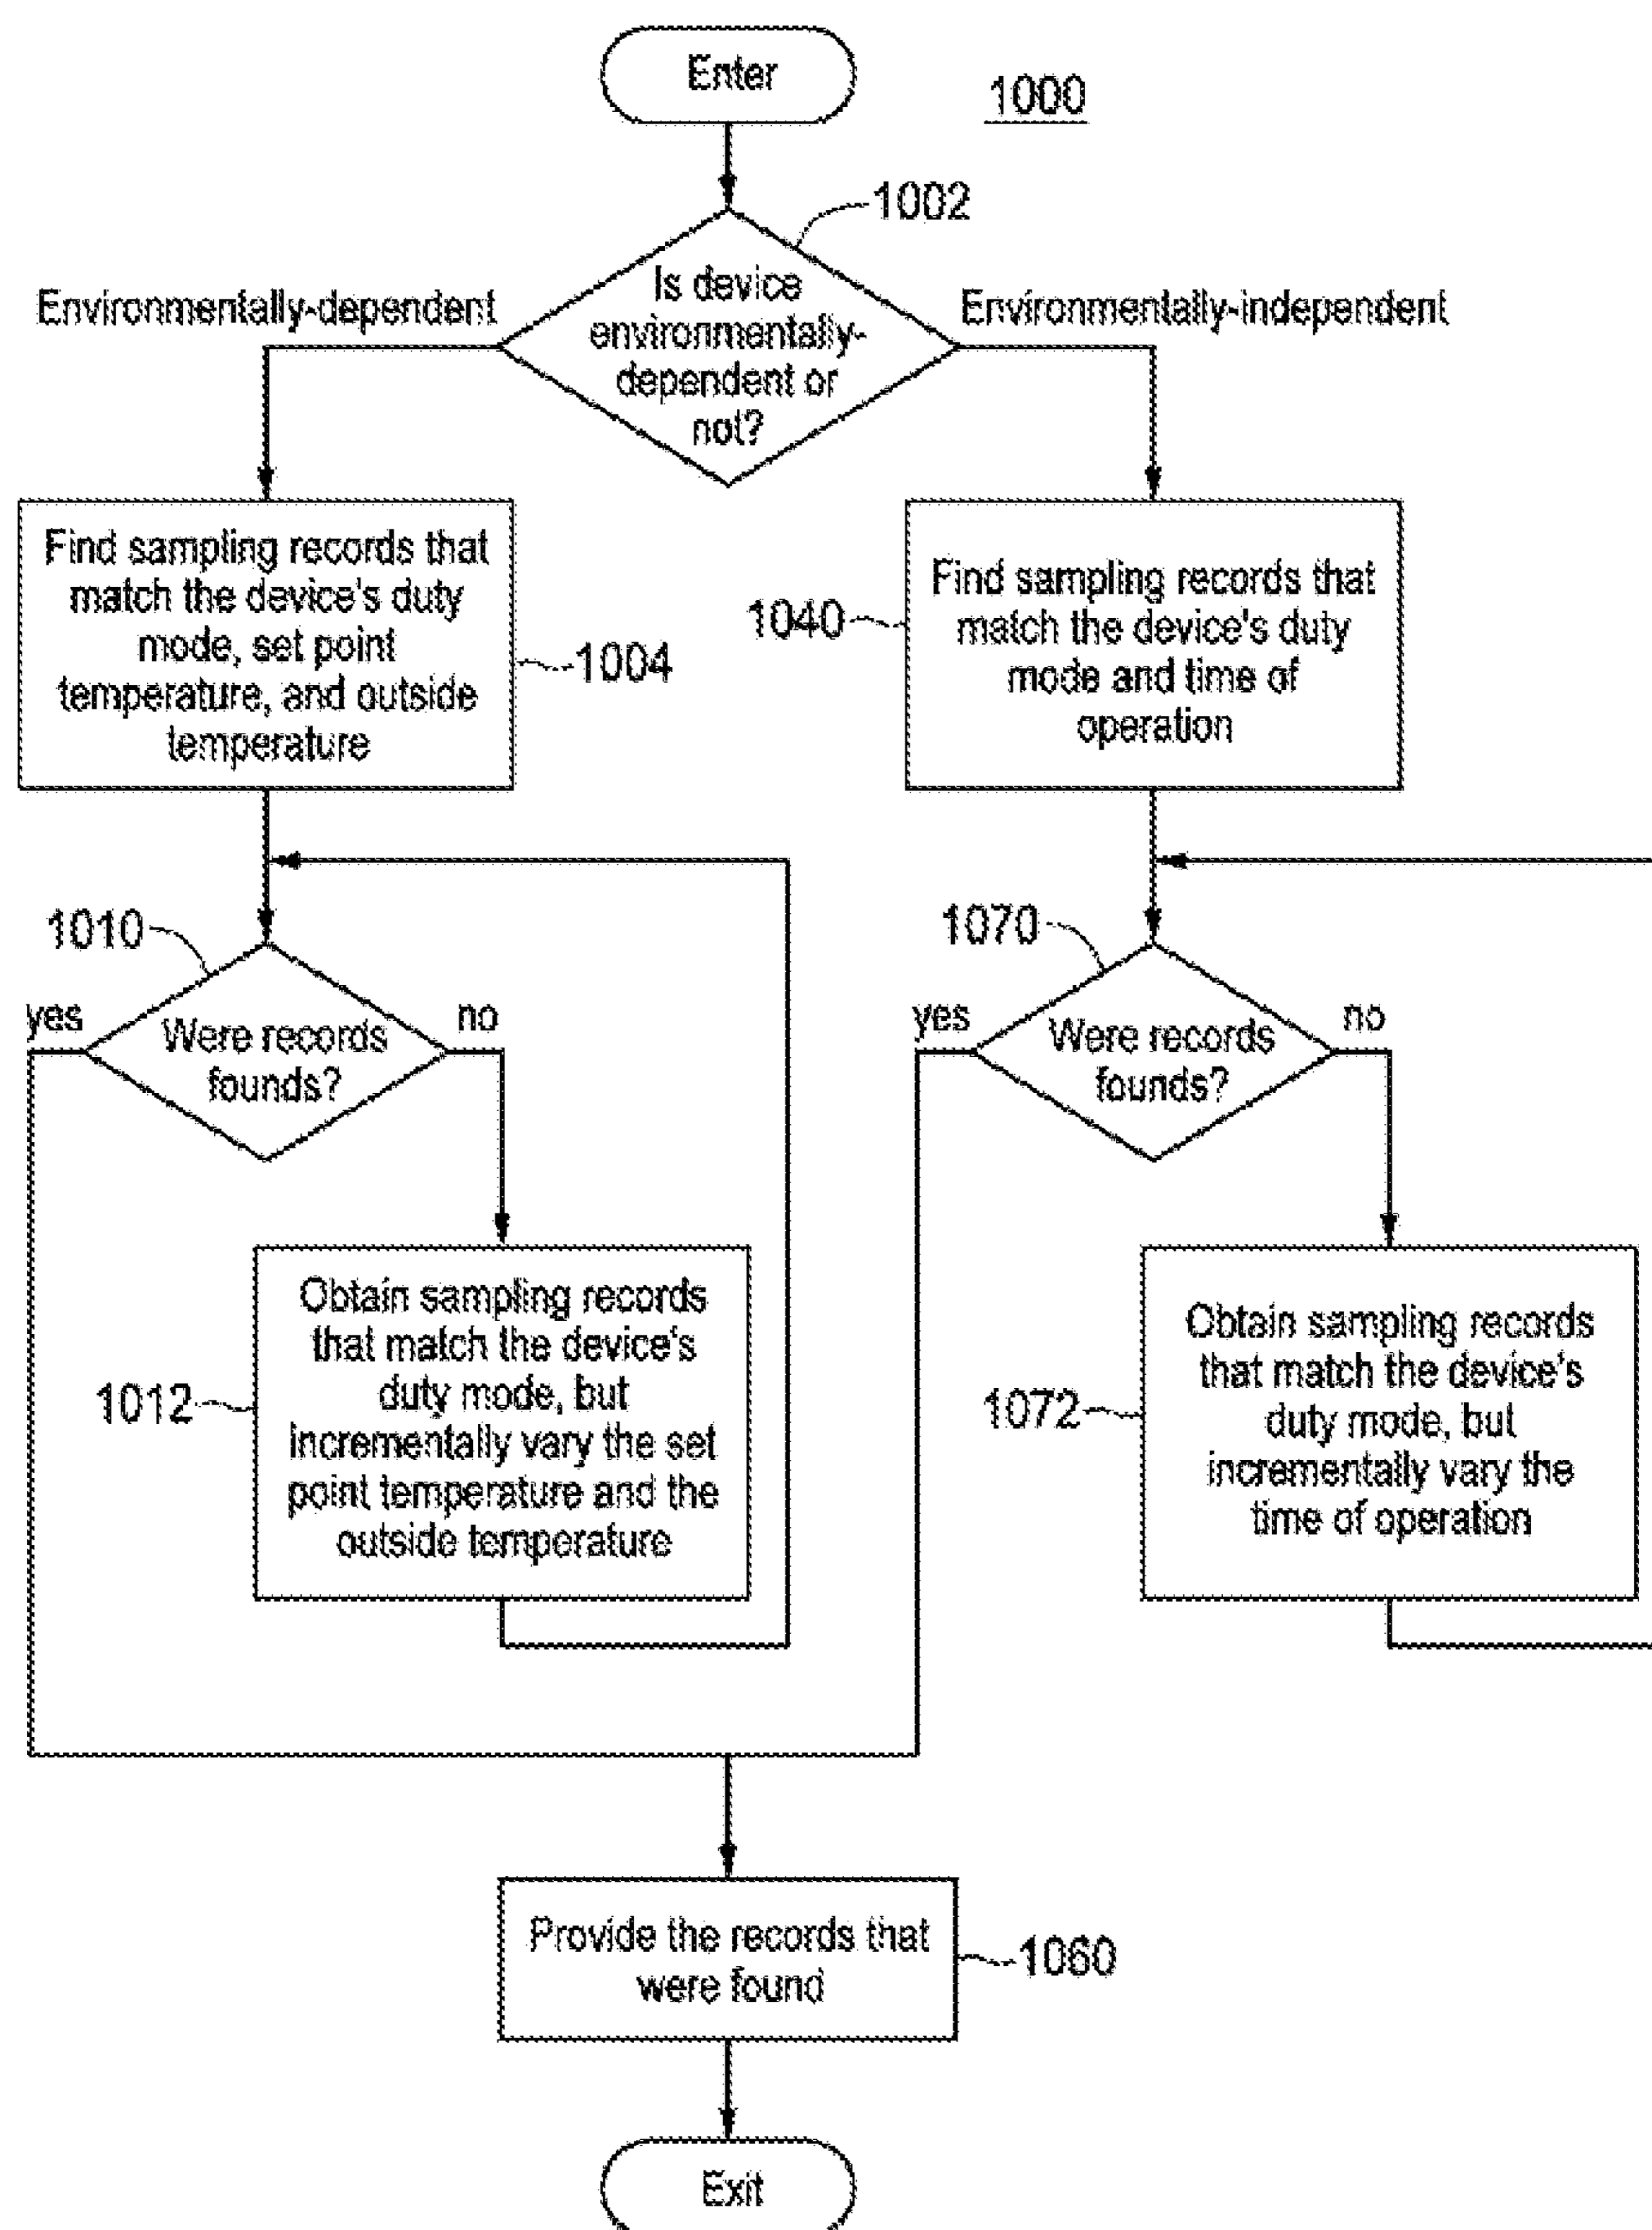 Enter
1000
1002
Is device
environmentally-
dependent or
not?
Environmentally-dependent
Environmentally-independent
Find sampling records that
match the device's duty
mode, set point
temperature, and outside
temperature
1004
1040
Find sampling records that
match the device's duty
mode and time of
operation
1010
yes
Were records
founds?
no
1070
yes
Were records
founds?
no
1012
Obtain sampling records
that match the device's
duty mode, but
incrementally vary the set
point temperature and the
outside temperature
1072
Obtain sampling records
that match the device's
duty mode, but
incrementally vary the
time of operation
Provide the records that
were found
1060
Exit